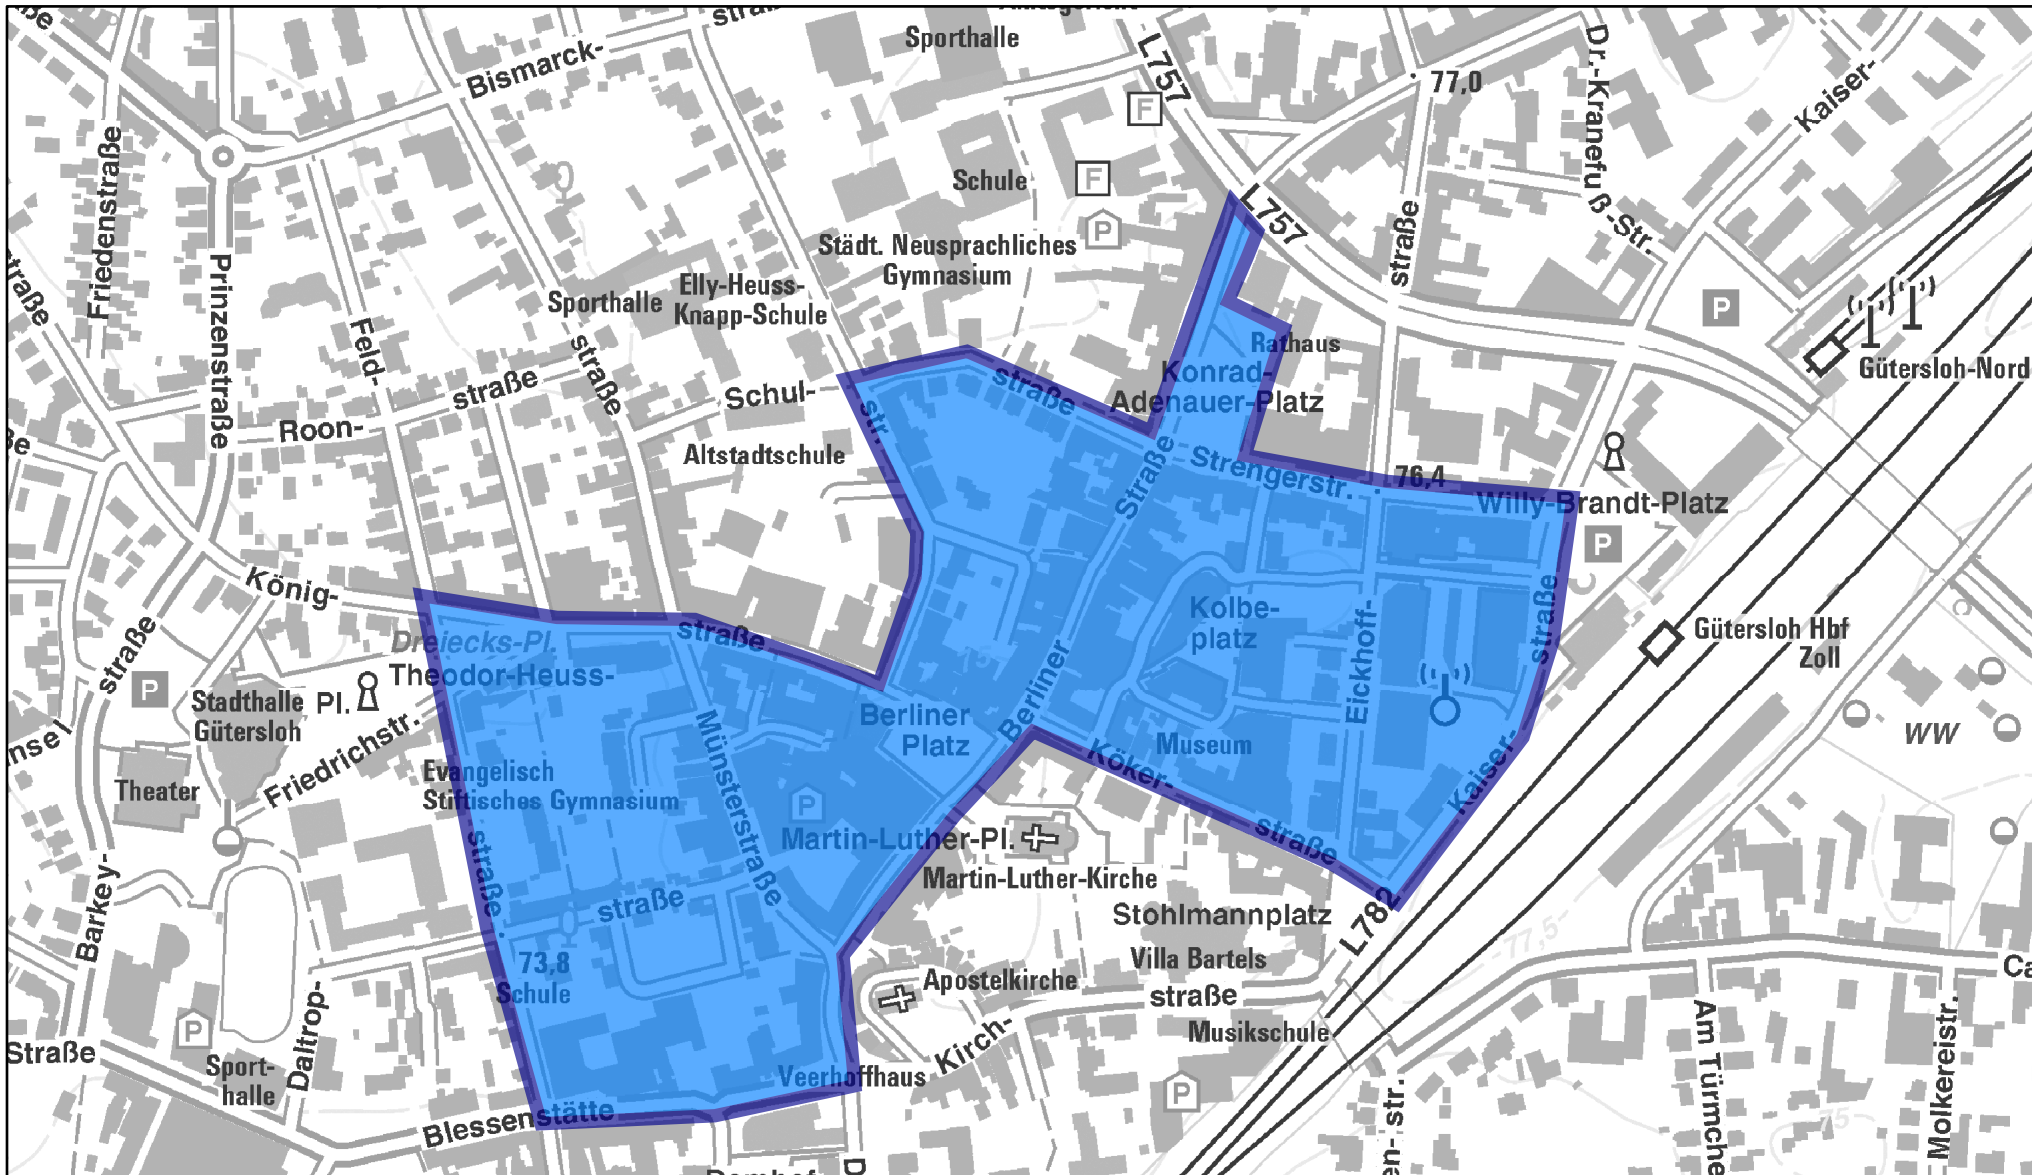 Sporthalle
L757
77,0
Dr.-Kranefuß-Str.
Kaiser-
Bismarck-
F
Friedenstraße
Schule
F
straße
L757
P
Städt. Neusprachliches
Gymnasium
Prinzenstraße
Elly-Heuss-
Knapp-Schule
Sporthalle
P
Feld-
straße
Rathaus
Gütersloh-Nord
Konrad-
Adenauer-Platz
straße
straße
Schul-
str.
Roon-
Altstadtschule
Straße
Strengerstr.
76,4
Willy-Brandt-Platz
P
König-
straße
Kolbe-
platz
Eickhoff-
straße
Gütersloh Hbf
Zoll
Dreiecks-Pl.
Theodor-Heuss-
Pl.
straße
P
Stadthalle
Gütersloh
Berliner
Berliner
Platz
Museum
Köker-
Kaiser-
WW
Friedrichstr.
Münsterstraße
Evangelisch
Stiftisches Gymnasium
Theater
P
Martin-Luther-Pl.
straße
Martin-Luther-Kirche
straße
straße
Barkey-
Stohlmannplatz
L782
77,5
73,8
Schule
Villa Bartels
straße
Apostelkirche
Daltrop-
P
Kirch-
Musikschule
Straße
Sport-
halle
Veerhoffhaus
P
Blessenstätte
Am Türmche
Molkereistr.
75